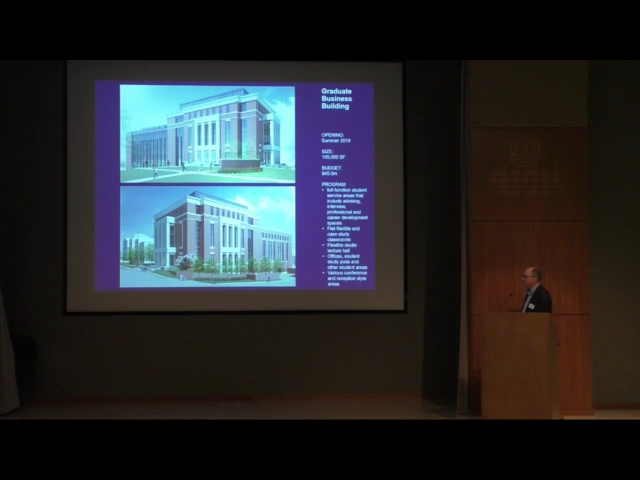 Graduate
Business
Building
OPENING:
Summer 2019
SIZE:
105,000 SF
BUDGET:
$45.0m
PROGRAM:
• full-function student
service areas that
include advising,
interview,
professional and
career development
spaces
• Flat-flexible and
case study
classrooms
• Flexible studio
lecture hall
• Offices, student
study pods and
other student areas
• Various conference
and reception style
areas